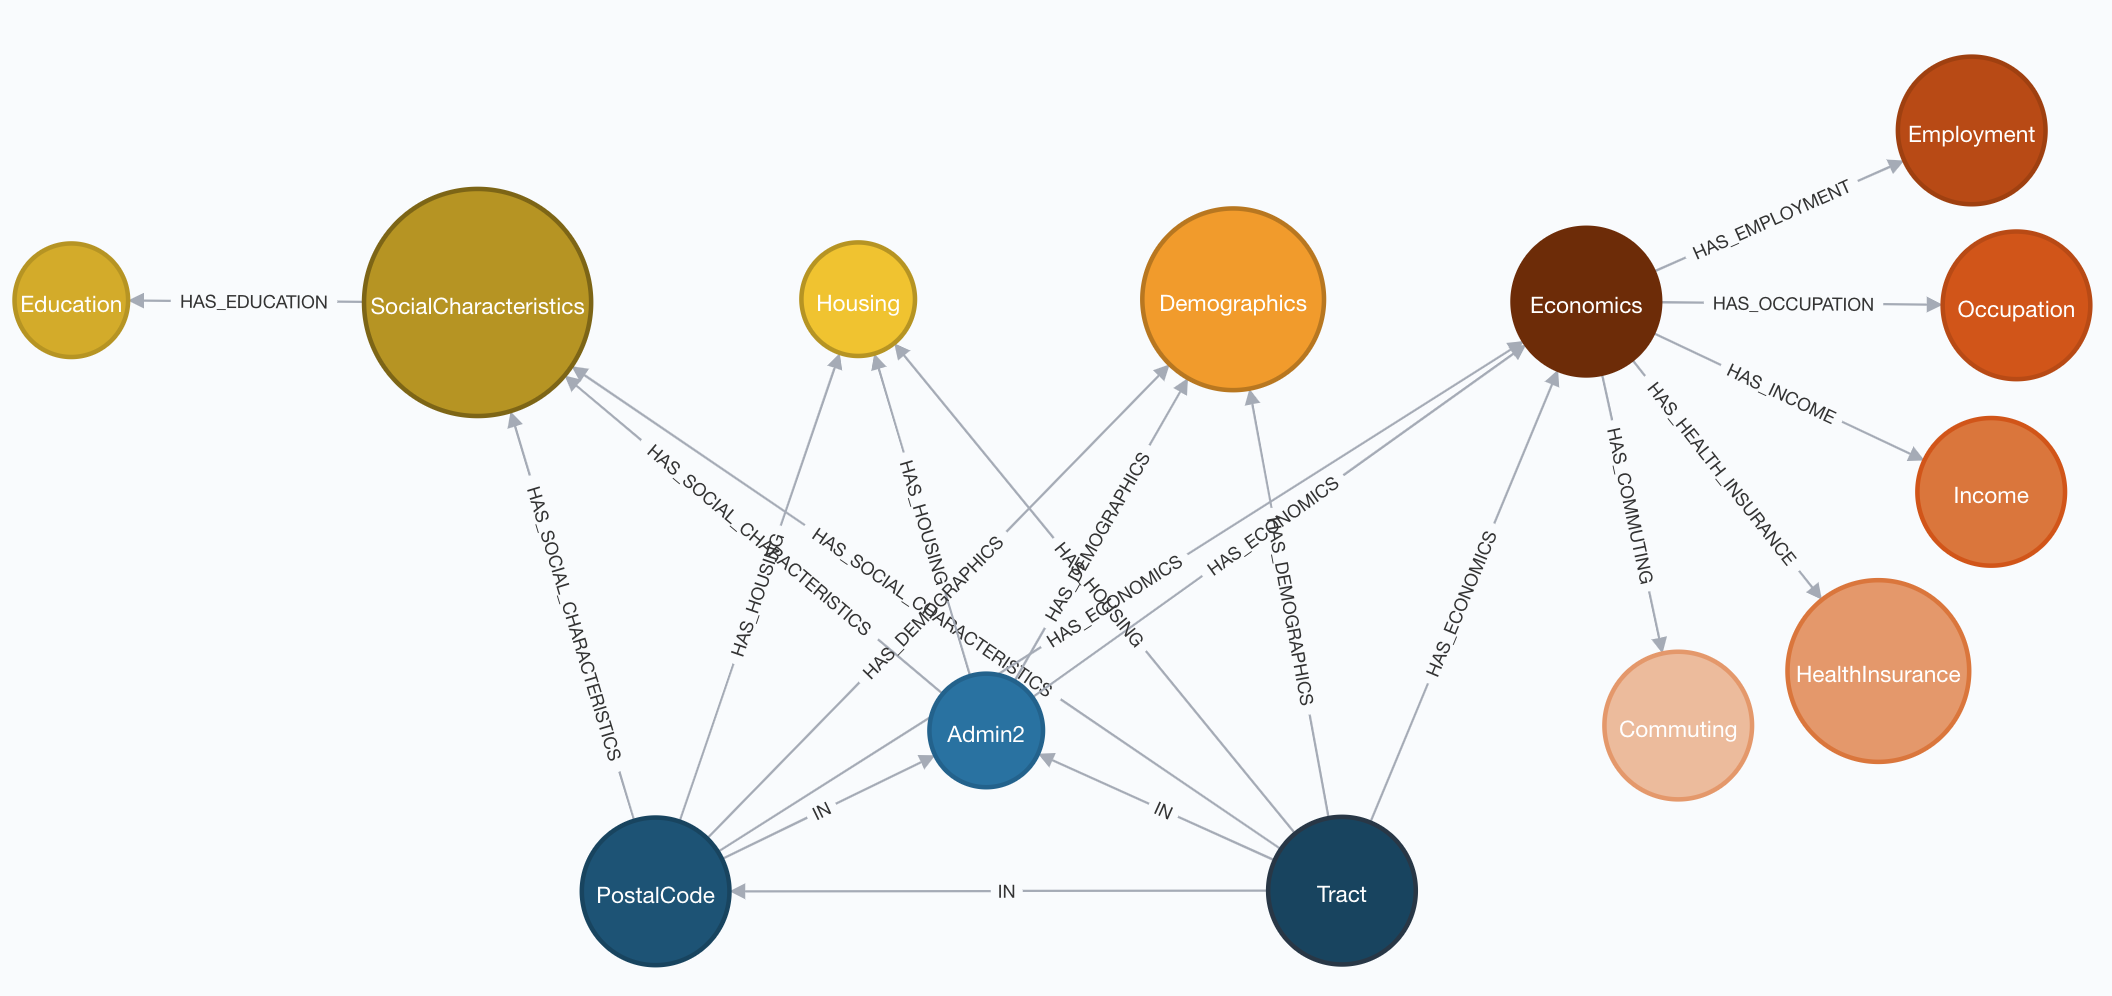 Employment
HAS_EMPLOYMENT
Education
HAS_EDUCATION
SocialCharacteristics
Housing
Demographics
Economics
HAS_OCCUPATION
Occupation
HAS_INCOME
Income
HAS_HEALTH_INSURANCE
HealthInsurance
HAS_COMMUTING
Commuting
HAS_SOCIAL_CHARACTERISTICS
HAS_SOCIAL_CHARACTERISTICS
HAS_SOCIAL_CHARACTERISTICS
HAS_HOUSING
HAS_HOUSING
HAS_HOUSING
HAS_DEMOGRAPHICS
HAS_DEMOGRAPHICS
HAS_DEMOGRAPHICS
HAS_ECONOMICS
HAS_ECONOMICS
HAS_ECONOMICS
Admin2
IN
IN
PostalCode
IN
Tract